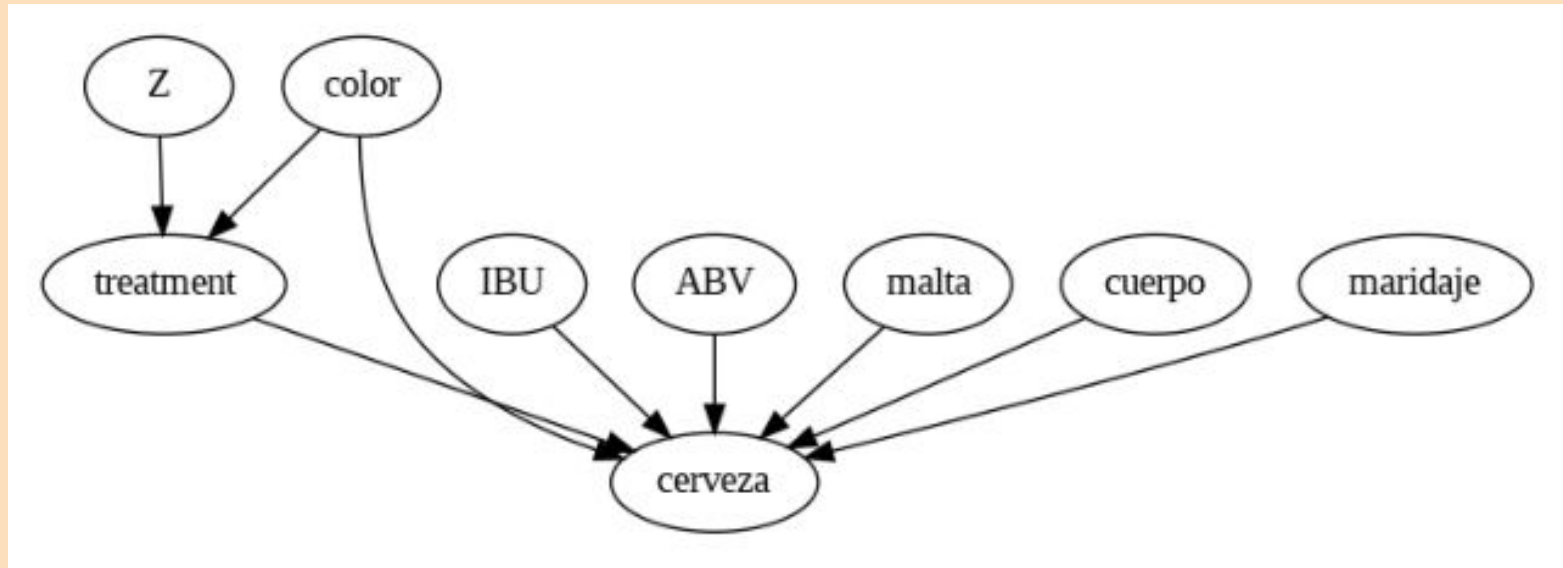 Z
color
treatment
IBU
ABV
malta
cuerpo
maridaje
cerveza